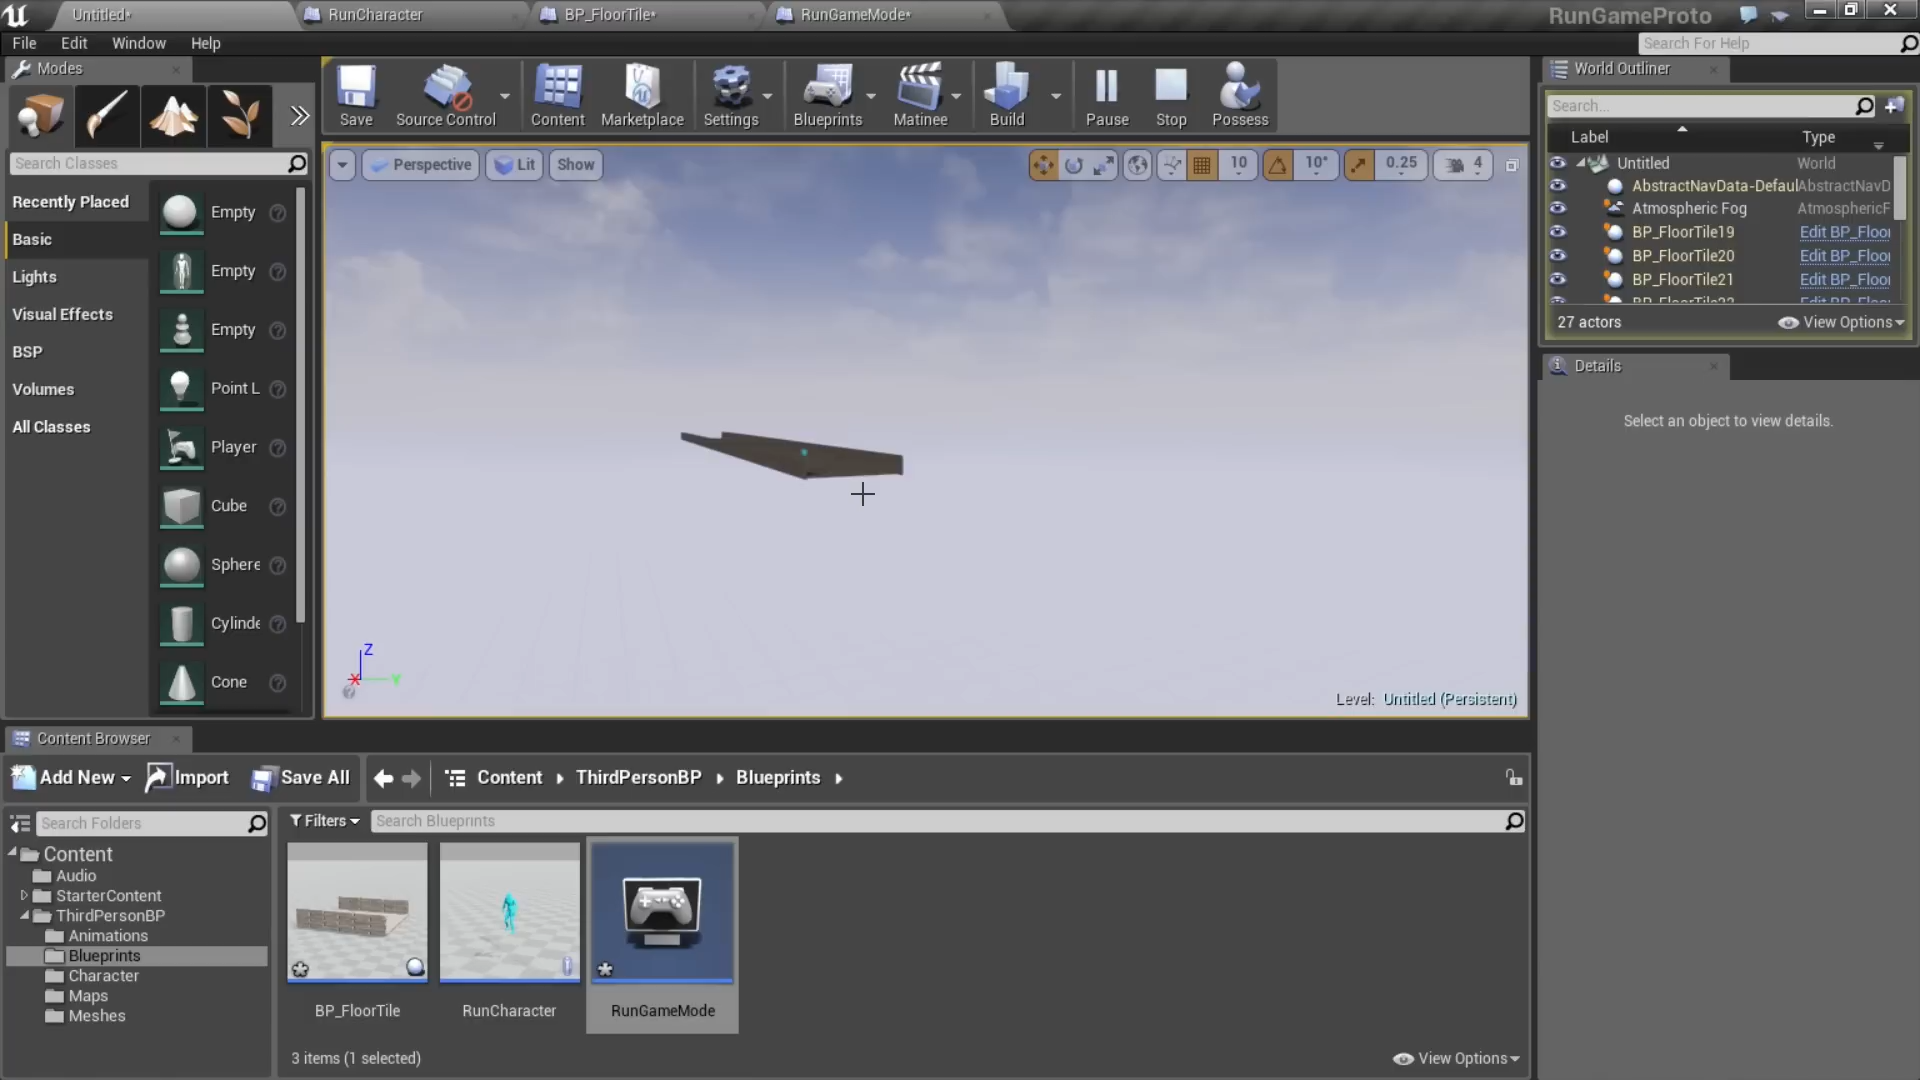 Untitled*
RunCharacter
BP_FloorTile*
RunGameMode*
RunGameProto
File Edit Window Help
Search For Help
Modes
Save
Source Control
Content
Marketplace
Settings
Blueprints
Matinee
Build
Pause
Stop
Possess
World Outliner
Search...
Label Type
Untitled World
AbstractNavData-Defaul AbstractNavD
Atmospheric Fog AtmosphericF
BP_FloorTile19 Edit BP_Floor
BP_FloorTile20 Edit BP_Floor
BP_FloorTile21 Edit BP_Floor
27 actors
View Options
Search Classes
Recently Placed
Basic
Lights
Visual Effects
BSP
Volumes
All Classes
Empty
Empty
Empty
Point L
Player
Cube
Sphere
Cylinde
Cone
Perspective
Lit
Show
10
10°
0.25
4
Z
X
Y
Level: Untitled (Persistent)
Details
Select an object to view details.
Content Browser
Add New
Import
Save All
Content
ThirdPersonBP
Blueprints
Search Folders
Filters
Search Blueprints
Content
Audio
StarterContent
ThirdPersonBP
Animations
Blueprints
Character
Maps
Meshes
BP_FloorTile
RunCharacter
RunGameMode
3 items (1 selected)
View Options